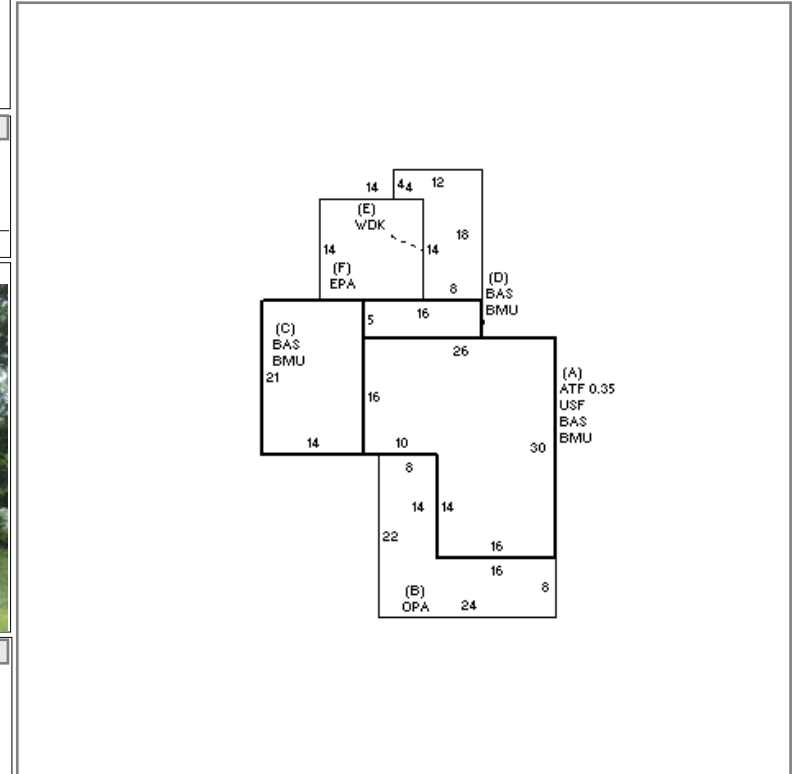 14 4 4 12
(E)
WDK
18
14
14
(F)
EPA
8
(D)
BAS
BMU
16
5
(C)
BAS
BMU
21
26
(A)
ATF 0.35
USF
BAS
BMU
16
14
10
30
8
14
14
22
16
16
8
(B)
OPA
24